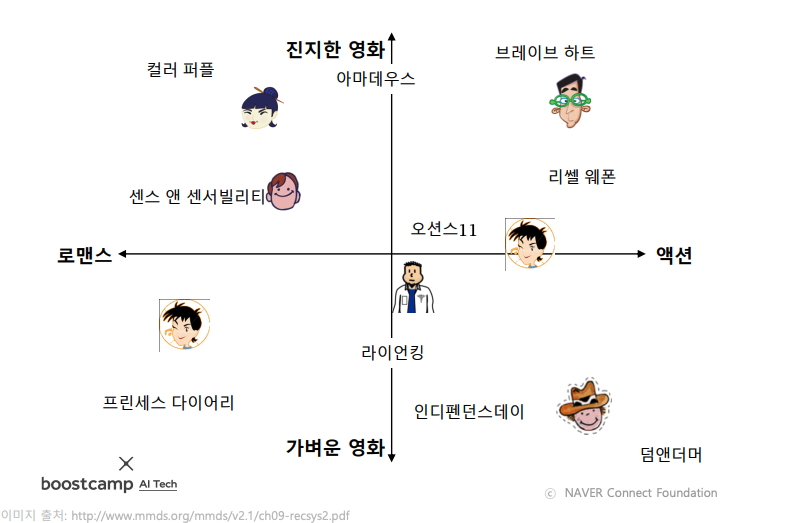 진지한 영화
브레이브 하트
컬러 퍼플
아마데우스
리쎌 웨폰
센스 앤 센서빌리티
오션스11
로맨스
액션
라이언킹
프린세스 다이어리
인디펜던스데이
가벼운 영화
덤앤더머
boostcamp AI Tech
ⓒ NAVER Connect Foundation
이미지 출처: http://www.mmds.org/mmds/v2.1/ch09-recsys2.pdf